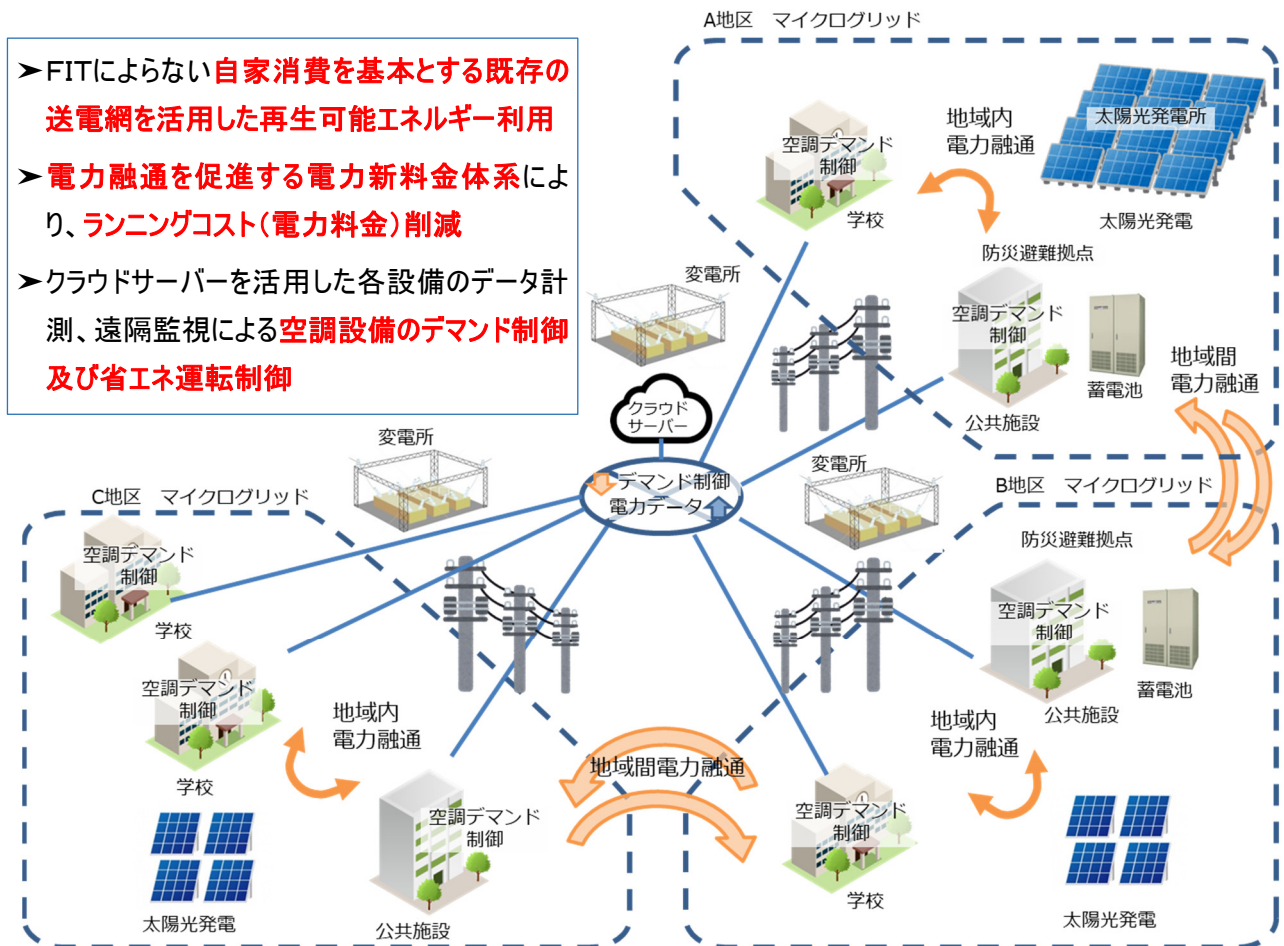 ➤FITによらない自家消費を基本とする既存の
送電網を活用した再生可能エネルギー利用
➤電力融通を促進する電力新料金体系によ
り、ランニングコスト（電力料金）削減
➤クラウドサーバーを活用した各設備のデータ計
測、遠隔監視による空調設備のデマンド制御
及び省エネ運転制御
A地区　マイクログリッド
空調デマンド
制御
学校
地域内
電力融通
太陽光発電所
太陽光発電
防災避難拠点
空調デマンド
制御
公共施設
蓄電池
地域間
電力融通
変電所
クラウド
サーバー
デマンド制御
電力データ
変電所
変電所
B地区　マイクログリッド
防災避難拠点
空調デマンド
制御
公共施設
蓄電池
地域内
電力融通
空調デマンド
制御
学校
太陽光発電
地域間電力融通
C地区　マイクログリッド
空調デマンド
制御
学校
空調デマンド
制御
学校
地域内
電力融通
空調デマンド
制御
公共施設
太陽光発電